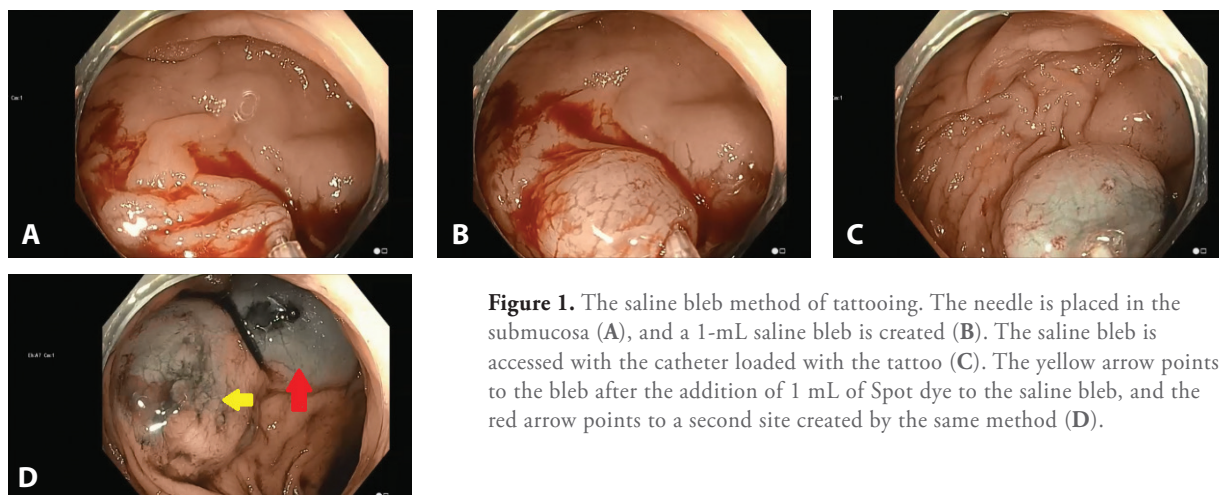 Cec1
A
B
Cec1
C
D
Cec1
Figure 1. The saline bleb method of tattooing. The needle is placed in the
submucosa (A), and a 1-mL saline bleb is created (B). The saline bleb is
accessed with the catheter loaded with the tattoo (C). The yellow arrow points
to the bleb after the addition of 1 mL of Spot dye to the saline bleb, and the
red arrow points to a second site created by the same method (D).